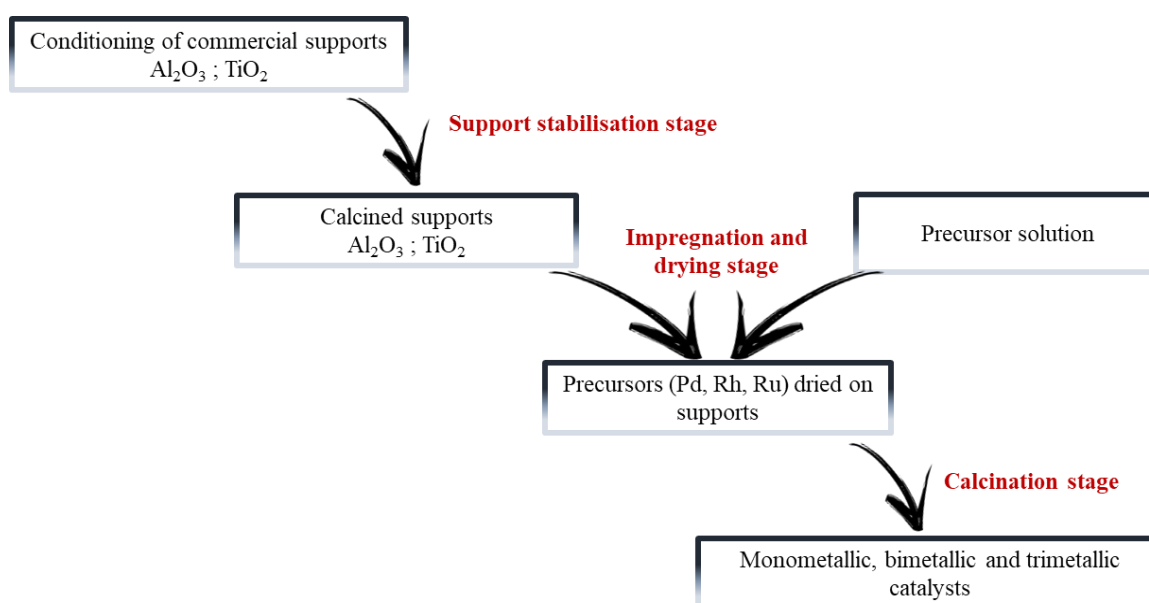 Conditioning of commercial supports
Al₂O₃ ; TiO₂
Support stabilisation stage
Calcined supports
Al₂O₃ ; TiO₂
Impregnation and
drying stage
Precursor solution
Precursors (Pd, Rh, Ru) dried on
supports
Calcination stage
Monometallic, bimetallic and trimetallic
catalysts